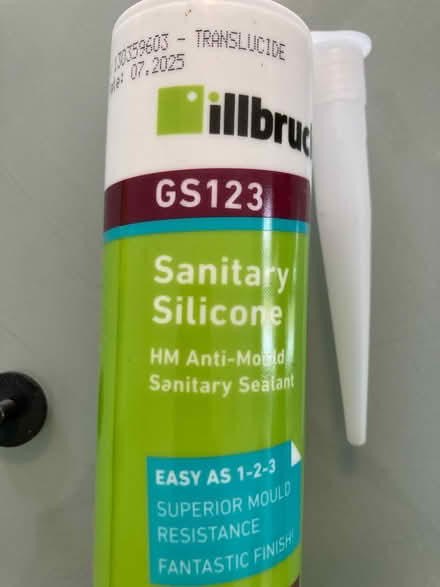 130359603 - TRANSLUCIDE
07.2025
illbruc
GS123
Sanitary
Silicone
HM Anti-Mould
Sanitary Sealant
EASY AS 1-2-3
SUPERIOR MOULD
RESISTANCE
FANTASTIC FINISH!